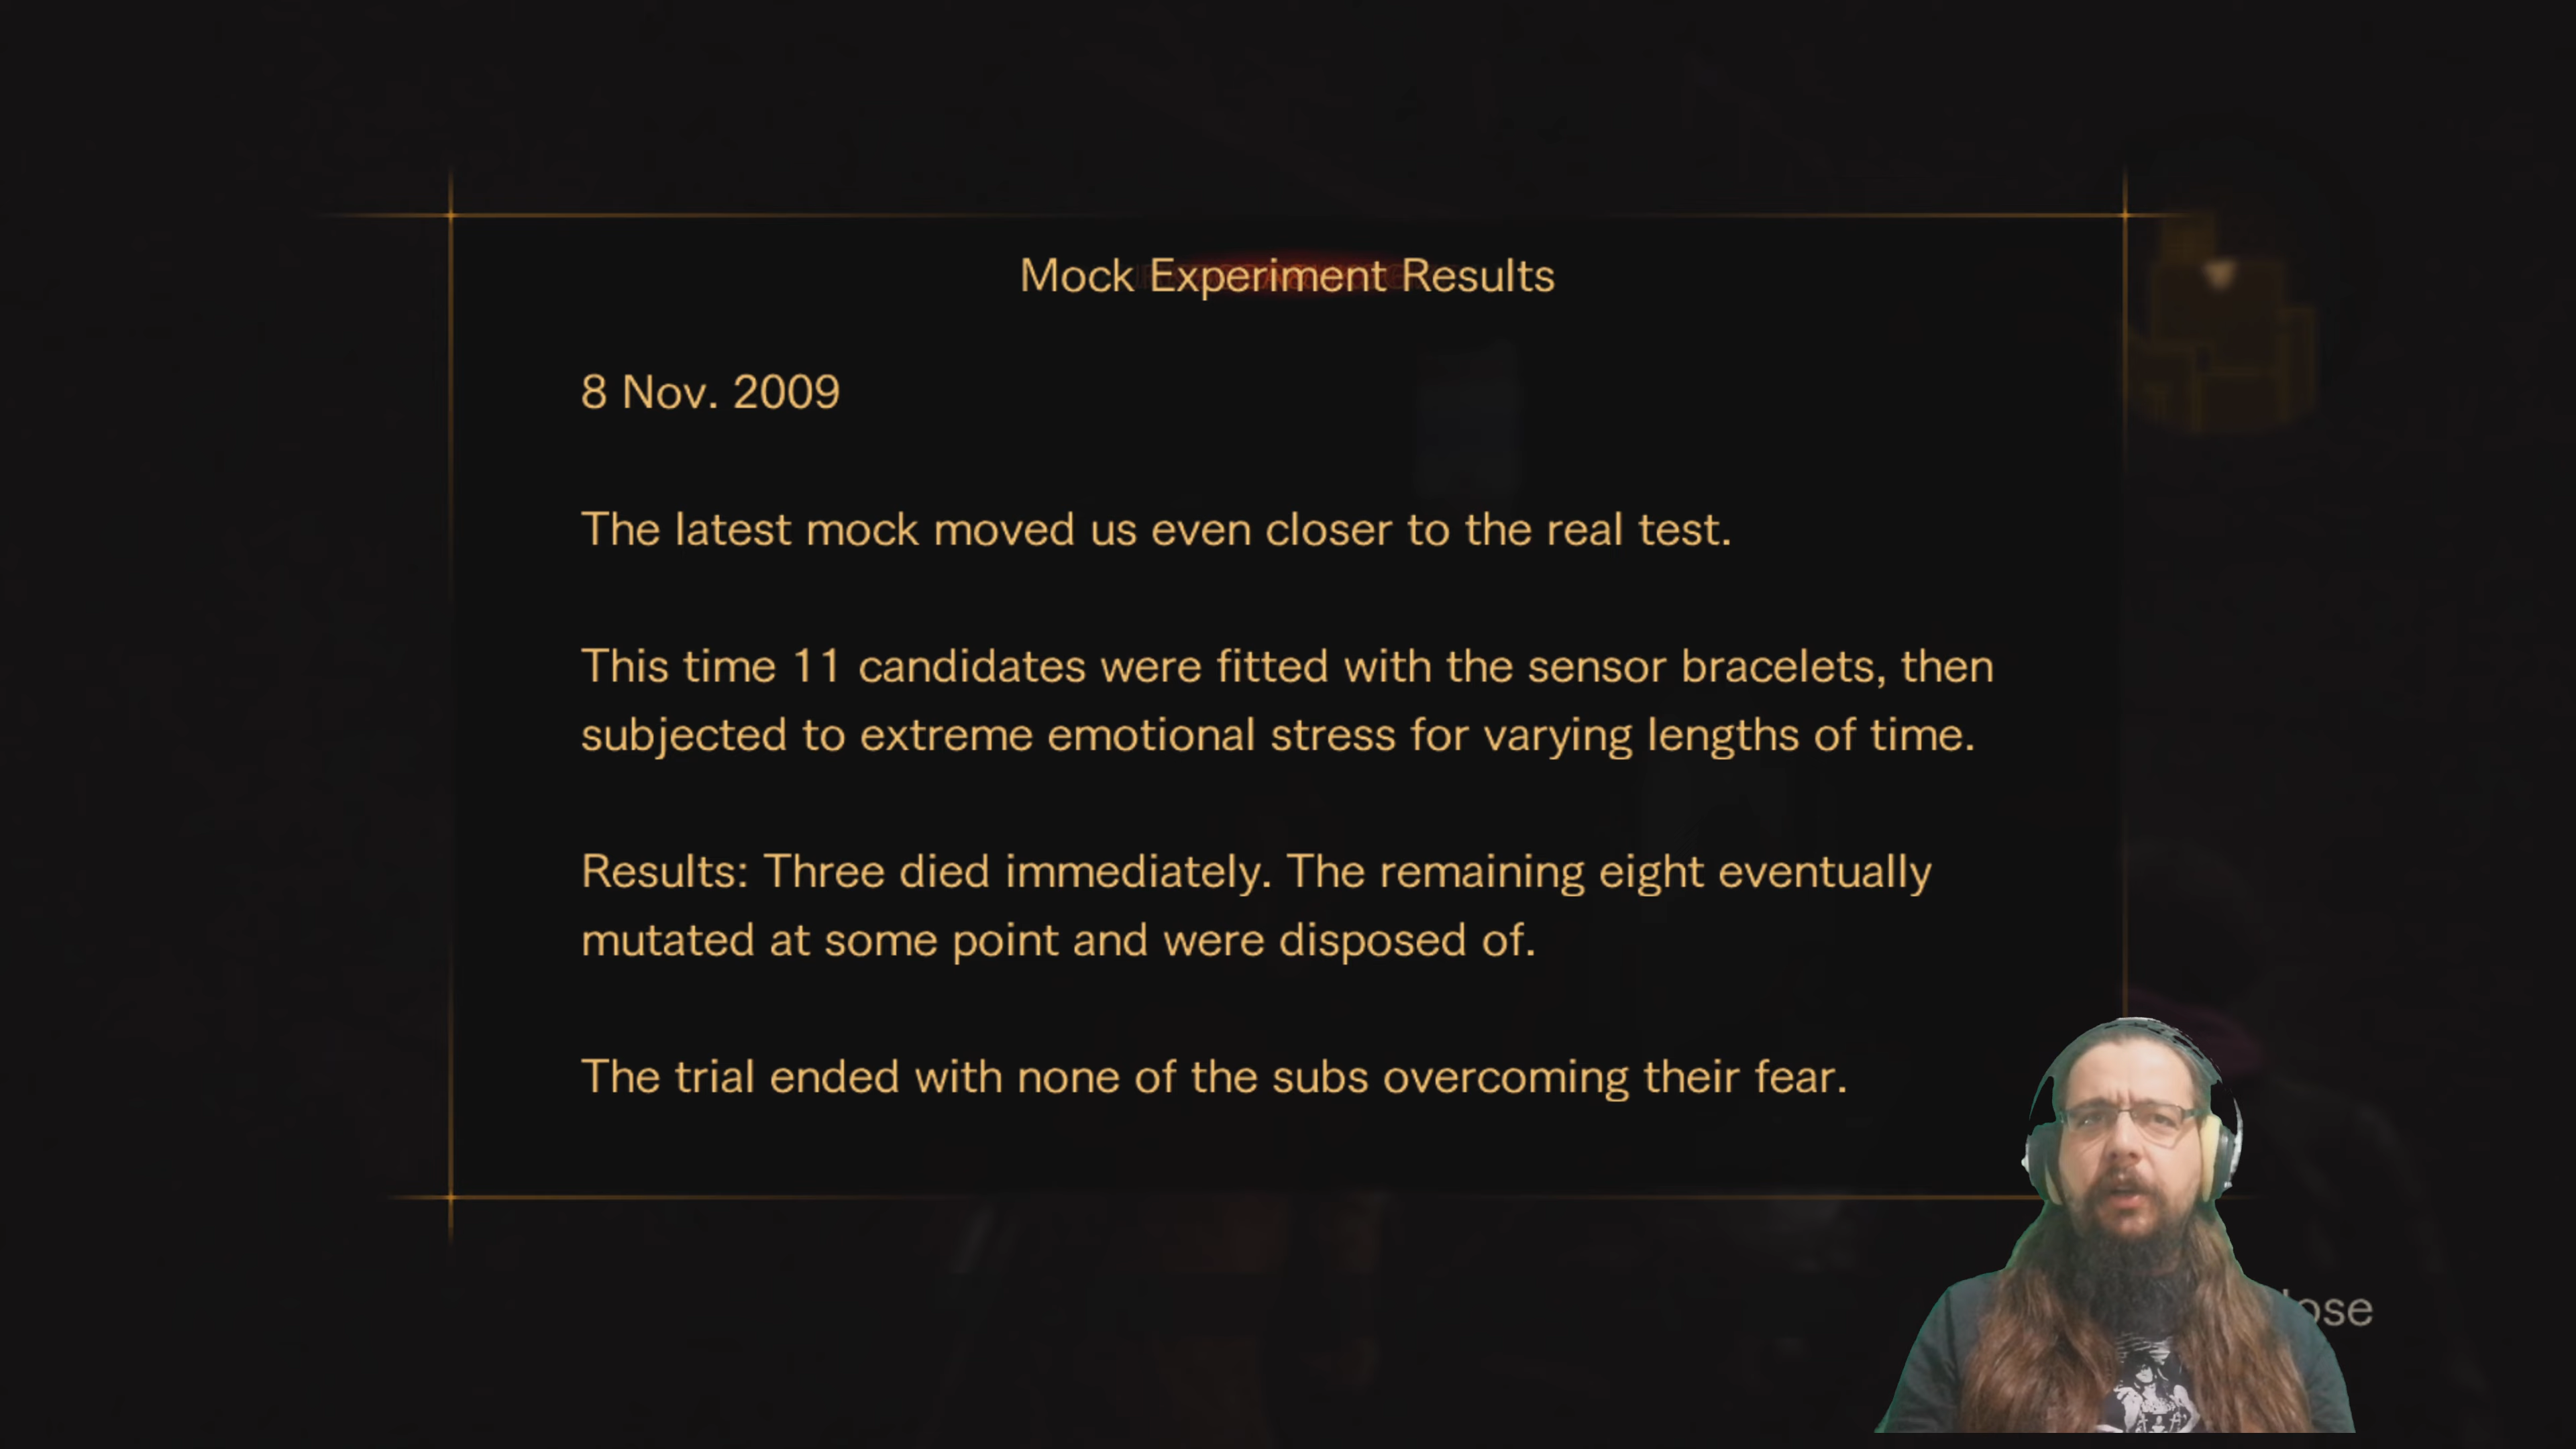 Mock Experiment Results
8 Nov. 2009
The latest mock moved us even closer to the real test.
This time 11 candidates were fitted with the sensor bracelets, then
subjected to extreme emotional stress for varying lengths of time.
Results: Three died immediately. The remaining eight eventually
mutated at some point and were disposed of.
The trial ended with none of the subs overcoming their fear.